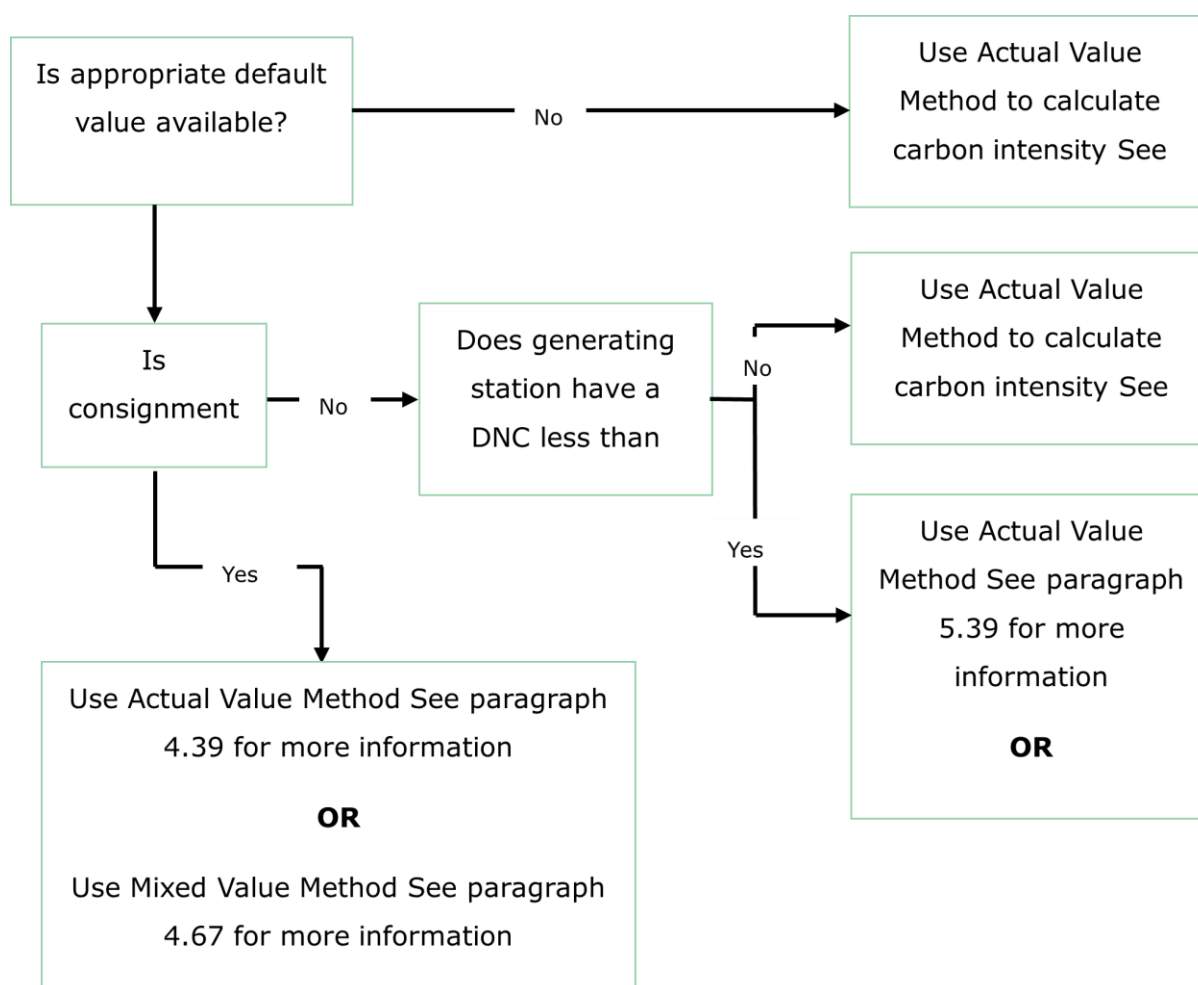 Is appropriate default
value available?
No
Use Actual Value
Method to calculate
carbon intensity See
Is
consignment
No
Does generating
station have a
DNC less than
No
Use Actual Value
Method to calculate
carbon intensity See
Yes
Use Actual Value
Method See paragraph
5.39 for more
information
OR
Yes
Use Actual Value Method See paragraph
4.39 for more information
OR
Use Mixed Value Method See paragraph
4.67 for more information